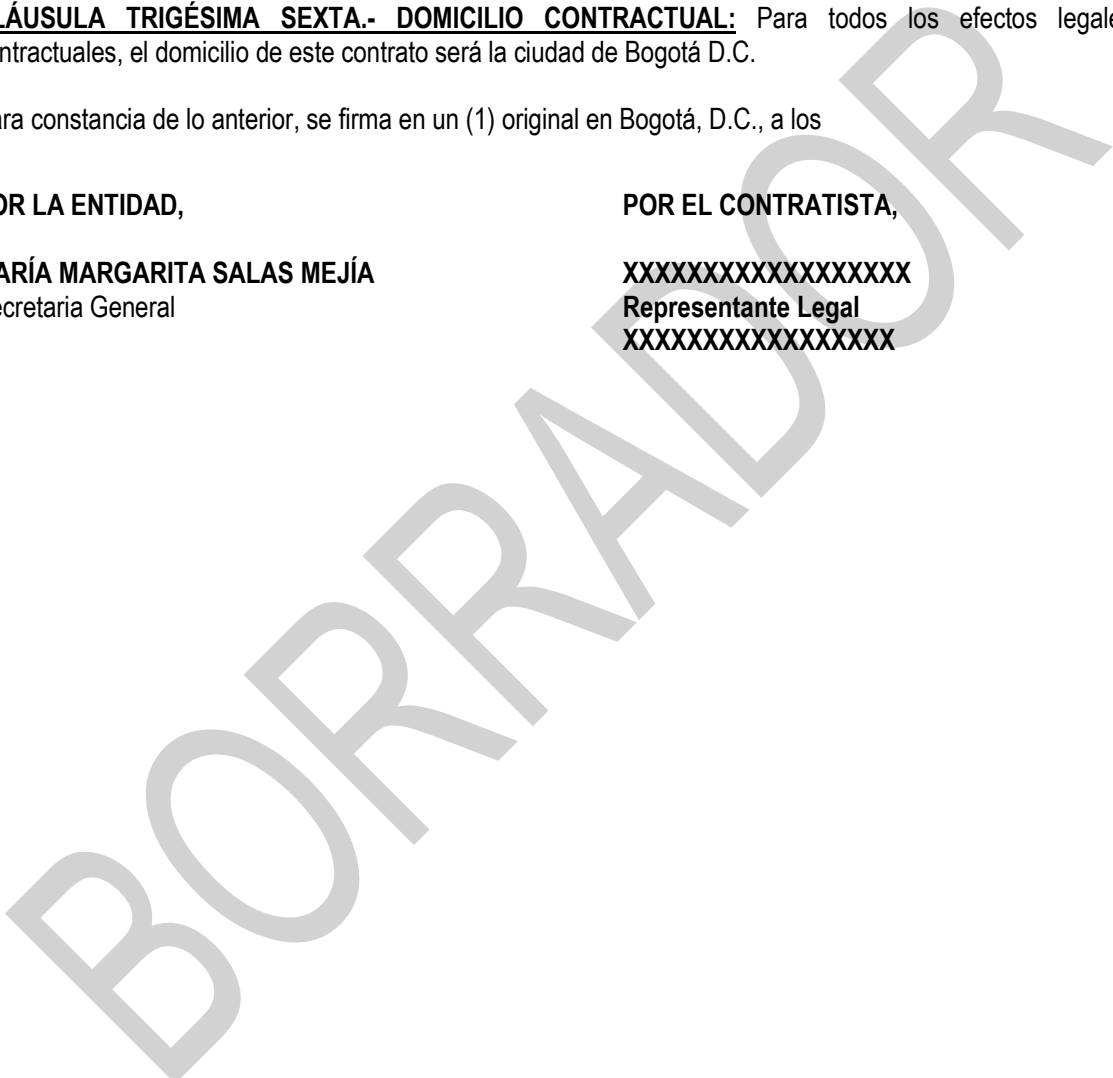 LÁUSULA TRIGÉSIMA SEXTA.- DOMICILIO CONTRACTUAL: Para todos los efectos legale
ntractuales, el domicilio de este contrato será la ciudad de Bogotá D.C.
ara constancia de lo anterior, se firma en un (1) original en Bogotá, D.C., a los
OR LA ENTIDAD,
POR EL CONTRATISTA,
ARÍA MARGARITA SALAS MEJÍA
XXXXXXXXXXXXXXXXXX
ecretaria General
Representante Legal
XXXXXXXXXXXXXXXXX
BORRADOR